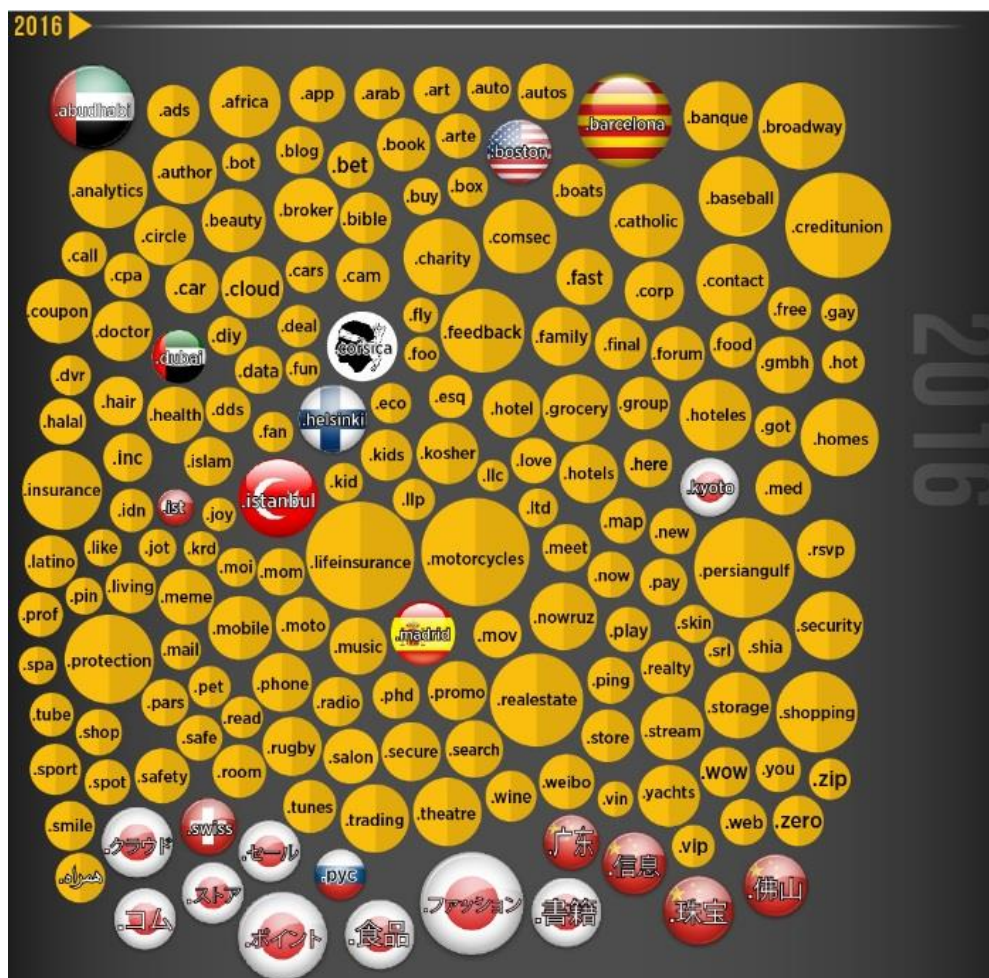 2016
.abudhabi
.ads
.africa
.app
.arab
.art
.auto
.autos
.barcelona
.banque
.broadway
.analytics
.author
.bot
.blog
.bet
.book
.arte
.boston
.boats
.baseball
.creditunion
.call
.circle
.beauty
.broker
.bible
.buy
.box
.comsec
.catholic
.cpa
.car
.cloud
.cars
.cam
.charity
.fast
.corp
.contact
.coupon
.doctor
.dubai
.diy
.deal
.corsica
.fly
.foo
.feedback
.family
.final
.forum
.food
.free
.gay
.gmbh
.hot
.dvr
.data
.fun
.halal
.hair
.health
.dds
.fan
.helsinki
.eco
.esq
.hotel
.grocery
.group
.hoteles
.got
.homes
2016
.inc
.islam
.kids
.kosher
.llc
.love
.hotels
.here
.kyoto
.med
.insurance
.idn
.ist
.joy
.istanbul
.kid
.llp
.ltd
.map
.new
.latino
.like
.jot
.krd
.moi
.mom
.lifeinsurance
.motorcycles
.meet
.now
.pay
.persiangulf
.rsvp
.pin
.living
.meme
.prof
.mobile
.moto
.music
.madrid
.mov
.nowruz
.play
.skin
.srl
.shia
.security
.spa
.protection
.mail
.pars
.pet
.phone
.radio
.phd
.promo
.realestate
.ping
.realty
.storage
.shopping
.tube
.shop
.safe
.read
.rugby
.salon
.secure
.search
.store
.stream
.sport
.spot
.safety
.room
.tunes
.trading
.theatre
.wine
.weibo
.vin
.yachts
.wow
.you
.zip
.smile
.クラウド
.swiss
.セール
.广东
.信息
.vip
.web
.zero
.همراه
.ストア
.рус
.ファッション
.書籍
.珠宝
.佛山
.コム
.ポイント
.食品